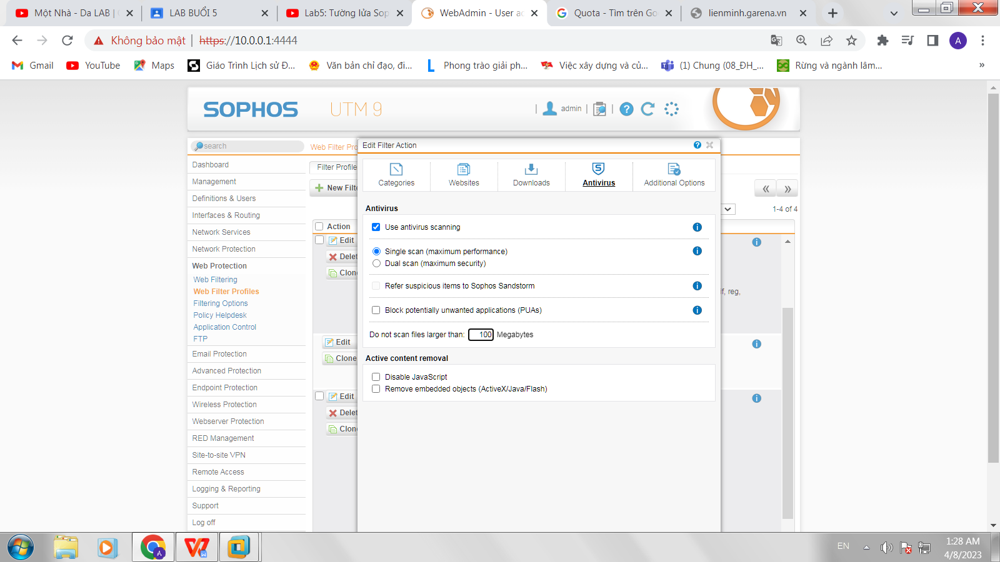 Một Nhà - Da LAB | 
LAB BUỔI 5
Lab5: Tường lửa Sop
WebAdmin - User ac
Quota - Tìm trên Go
lienminh.garena.vn
Không bảo mật | https://10.0.0.1:4444
A
Gmail
YouTube
Maps
Giáo Trình Lịch sử Đ...
Văn bản chỉ đạo, đi...
Phong trào giải ph...
Việc xây dựng và củ...
(1) Chung (08_ĐH_...
Rừng và ngành lâm...
»
SOPHOS
UTM 9
| admin | |
search
Web Filter Pro
Dashboard
Management
Definitions & Users
Interfaces & Routing
Network Services
Network Protection
Web Protection
Web Filtering
Web Filter Profiles
Filtering Options
Policy Helpdesk
Application Control
FTP
Email Protection
Advanced Protection
Endpoint Protection
Wireless Protection
Webserver Protection
RED Management
Site-to-site VPN
Remote Access
Logging & Reporting
Support
Log off
Filter Profile
New Filte
1-4 of 4
Action
Edit
Delet
Clone
if, reg,
Edit
Clone
Edit
Delet
Clone
Edit Filter Action
Categories
Websites
Downloads
Antivirus
Additional Options
Antivirus
Use antivirus scanning
Single scan (maximum performance)
Dual scan (maximum security)
Refer suspicious items to Sophos Sandstorm
Block potentially unwanted applications (PUAs)
Do not scan files larger than: 100 Megabytes
Active content removal
Disable JavaScript
Remove embedded objects (ActiveX/Java/Flash)
EN
1:28 AM
4/8/2023